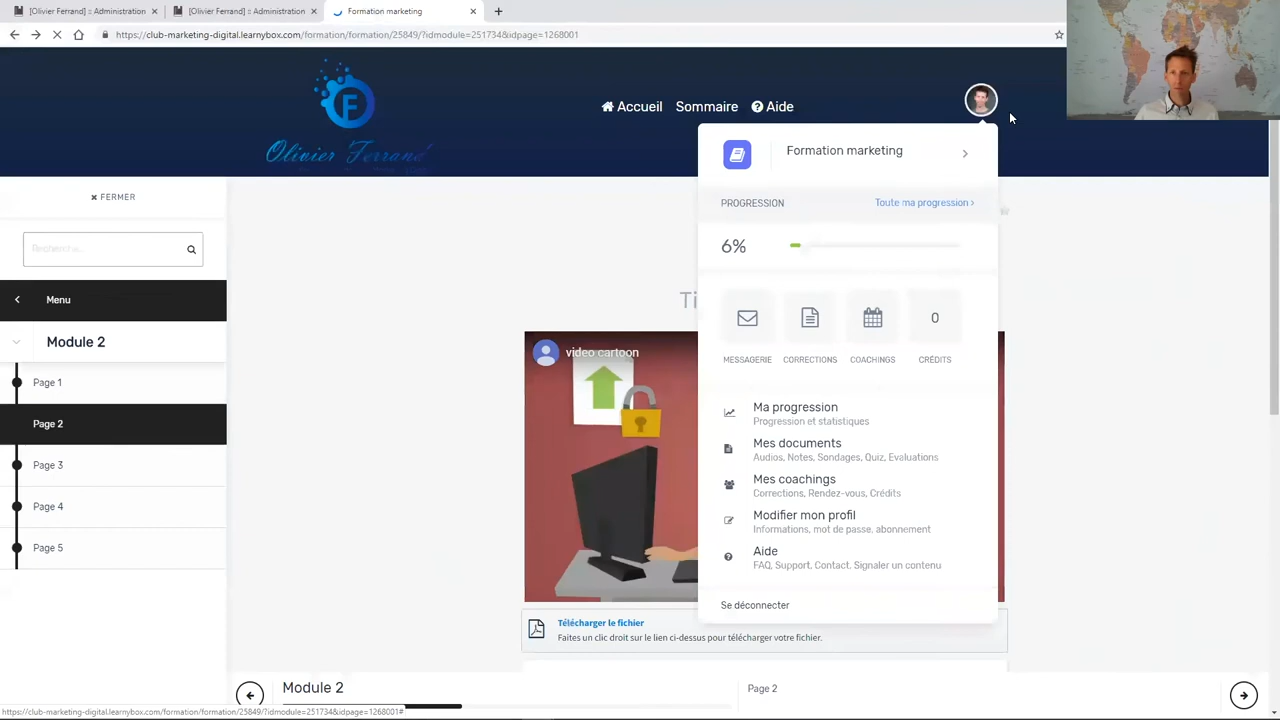 [Olivier Ferrand] :: Administration
[Olivier Ferrand] :: Administration
Formation marketing
https://club-marketing-digital.learnybox.com/formation/formation/25849/?idmodule=251734&idpage=1268001
F
Olivier Ferrand
Accueil
Sommaire
Aide
FERMER
Rechercher...
Menu
Module 2
Page 1
Page 2
Page 3
Page 4
Page 5
Ti
video cartoon
Formation marketing
PROGRESSION
Toute ma progression
6%
0
MESSAGERIE
CORRECTIONS
COACHINGS
CRÉDITS
Ma progression
Progression et statistiques
Mes documents
Audios, Notes, Sondages, Quiz, Evaluations
Mes coachings
Corrections, Rendez-vous, Crédits
Modifier mon profil
Informations, mot de passe, abonnement
Aide
FAQ, Support, Contact, Signaler un contenu
Se déconnecter
Télécharger le fichier
Faites un clic droit sur le lien ci-dessus pour télécharger votre fichier.
Module 2
Page 2
https://club-marketing-digital.learnybox.com/formation/formation/25849/?idmodule=251734&idpage=1268001#